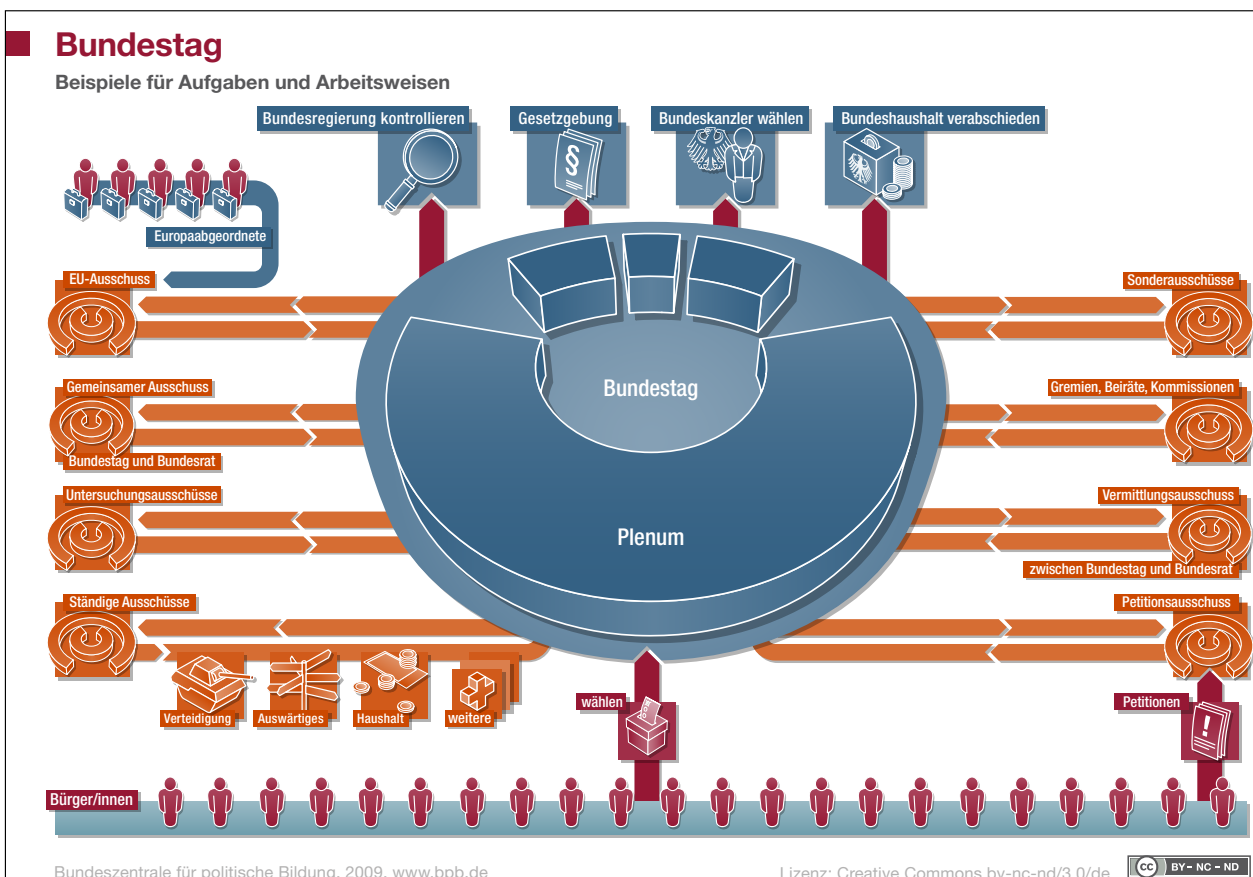 Bundestag
Beispiele für Aufgaben und Arbeitsweisen
Bundesregierung kontrollieren
Gesetzgebung
§
Bundeskanzler wählen
Bundeshaushalt verabschieden
Europaabgeordnete
EU-Ausschuss
Sonderausschüsse
Bundestag
Gemeinsamer Ausschuss
Bundestag und Bundesrat
Gremien, Beiräte, Kommissionen
Untersuchungsausschüsse
Vermittlungsausschuss
zwischen Bundestag und Bundesrat
Plenum
Ständige Ausschüsse
Petitionsausschuss
Verteidigung
Auswärtiges
Haushalt
weitere
wählen
Petitionen
!
Bürger/innen
Bundeszentrale für politische Bildung, 2009, www.bpb.de
Lizenz: Creative Commons by-nc-nd/3.0/de
cc BY - NC - ND